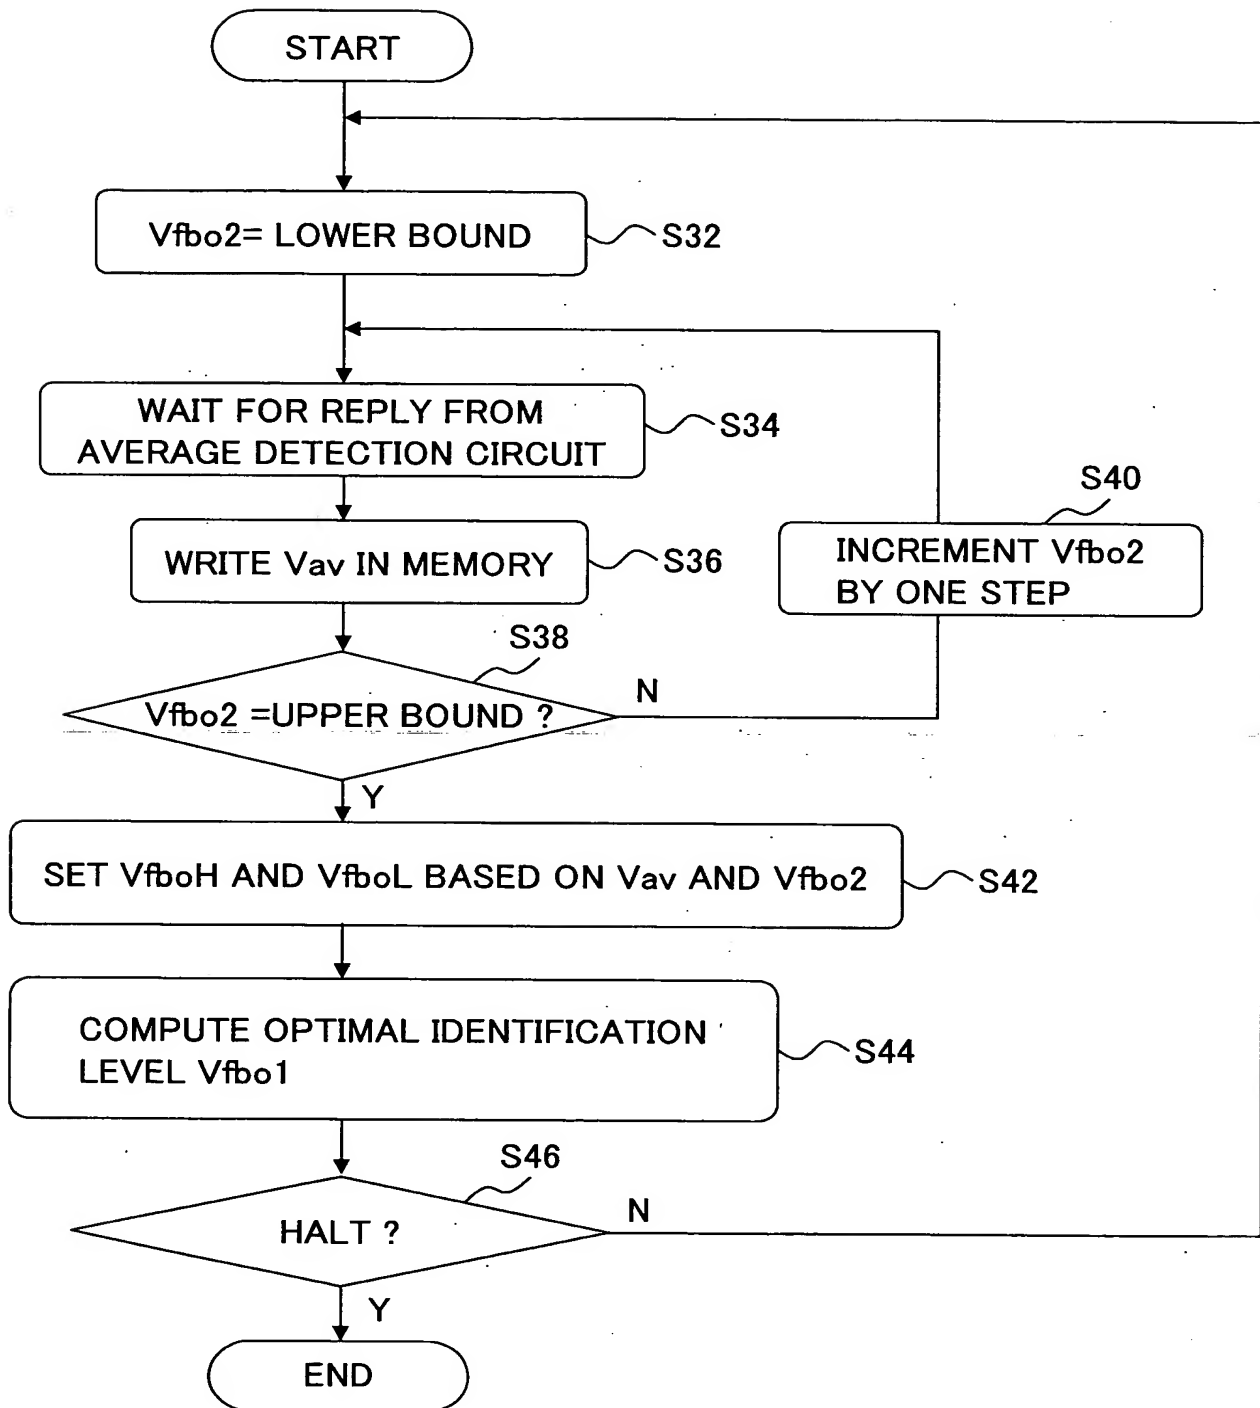 START
Vfbo2= LOWER BOUND
S32
WAIT FOR REPLY FROM
AVERAGE DETECTION CIRCUIT
S34
S40
INCREMENT Vfbo2
BY ONE STEP
WRITE Vav IN MEMORY
S36
S38
Vfbo2 =UPPER BOUND ?
N
Y
SET VfboH AND VfboL BASED ON Vav AND Vfbo2
S42
COMPUTE OPTIMAL IDENTIFICATION
LEVEL Vfbo1
S44
S46
HALT ?
N
Y
END